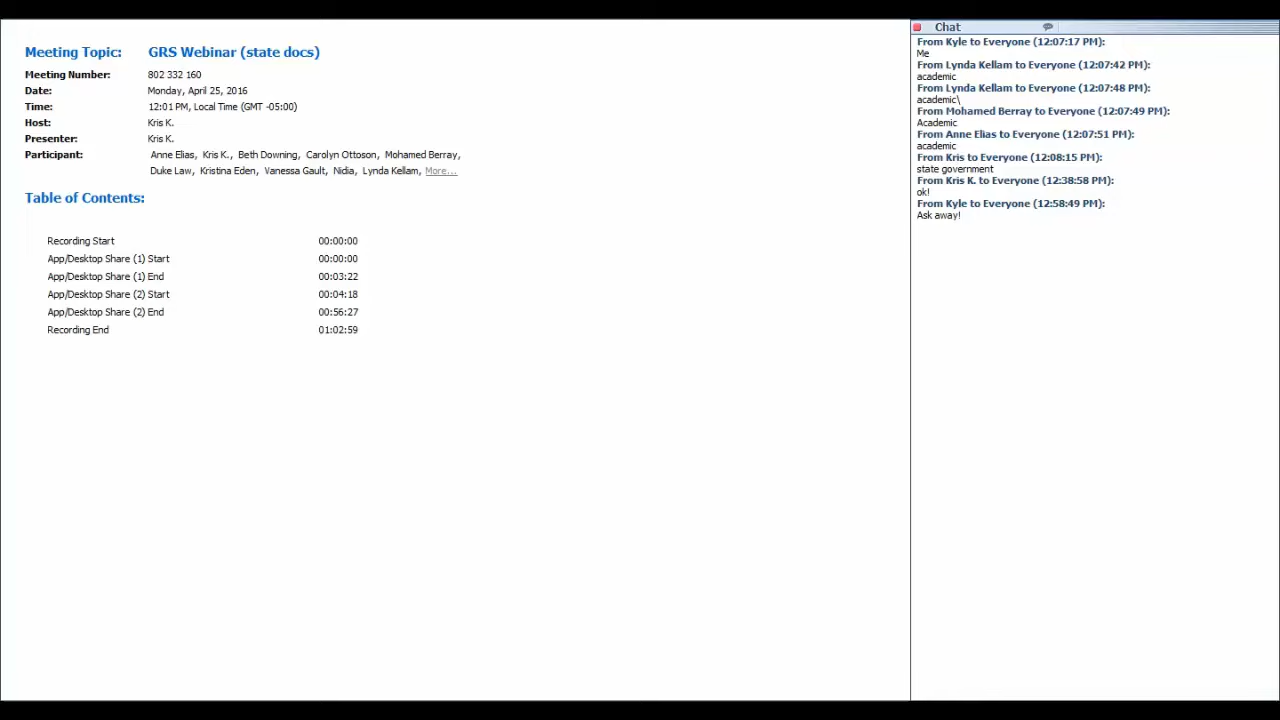 Meeting Topic: GRS Webinar (state docs)
Meeting Number: 802 332 160
Date: Monday, April 25, 2016
Time: 12:01 PM, Local Time (GMT -05:00)
Host: Kris K.
Presenter: Kris K.
Participant: Anne Elias, Kris K., Beth Downing, Carolyn Ottoson, Mohamed Berray,
Duke Law, Kristina Eden, Vanessa Gault, Nidia, Lynda Kellam, More...
Table of Contents:
Recording Start 00:00:00
App/Desktop Share (1) Start 00:00:00
App/Desktop Share (1) End 00:03:22
App/Desktop Share (2) Start 00:04:18
App/Desktop Share (2) End 00:56:27
Recording End 01:02:59
Chat
From Kyle to Everyone (12:07:17 PM):
Me
From Lynda Kellam to Everyone (12:07:42 PM):
academic
From Lynda Kellam to Everyone (12:07:48 PM):
academic\
From Mohamed Berray to Everyone (12:07:49 PM):
Academic
From Anne Elias to Everyone (12:07:51 PM):
academic
From Kris to Everyone (12:08:15 PM):
state government
From Kris K. to Everyone (12:38:58 PM):
ok!
From Kyle to Everyone (12:58:49 PM):
Ask away!